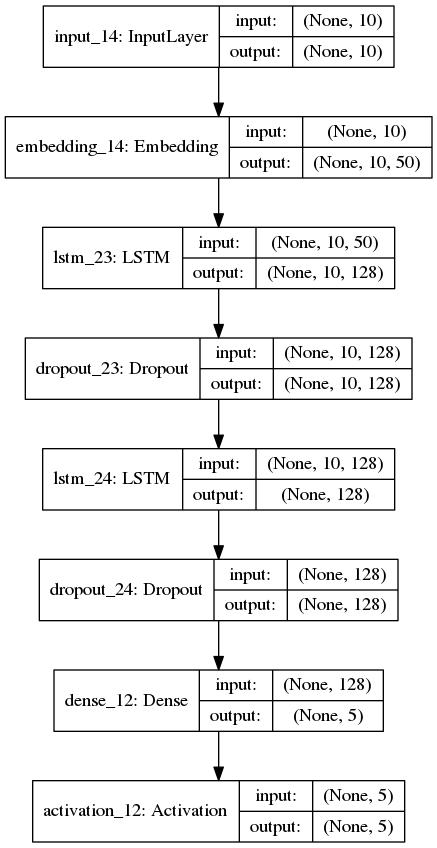 input_14: InputLayer
input: (None, 10)
output: (None, 10)
embedding_14: Embedding
input: (None, 10)
output: (None, 10, 50)
lstm_23: LSTM
input: (None, 10, 50)
output: (None, 10, 128)
dropout_23: Dropout
input: (None, 10, 128)
output: (None, 10, 128)
lstm_24: LSTM
input: (None, 10, 128)
output: (None, 128)
dropout_24: Dropout
input: (None, 128)
output: (None, 128)
dense_12: Dense
input: (None, 128)
output: (None, 5)
activation_12: Activation
input: (None, 5)
output: (None, 5)